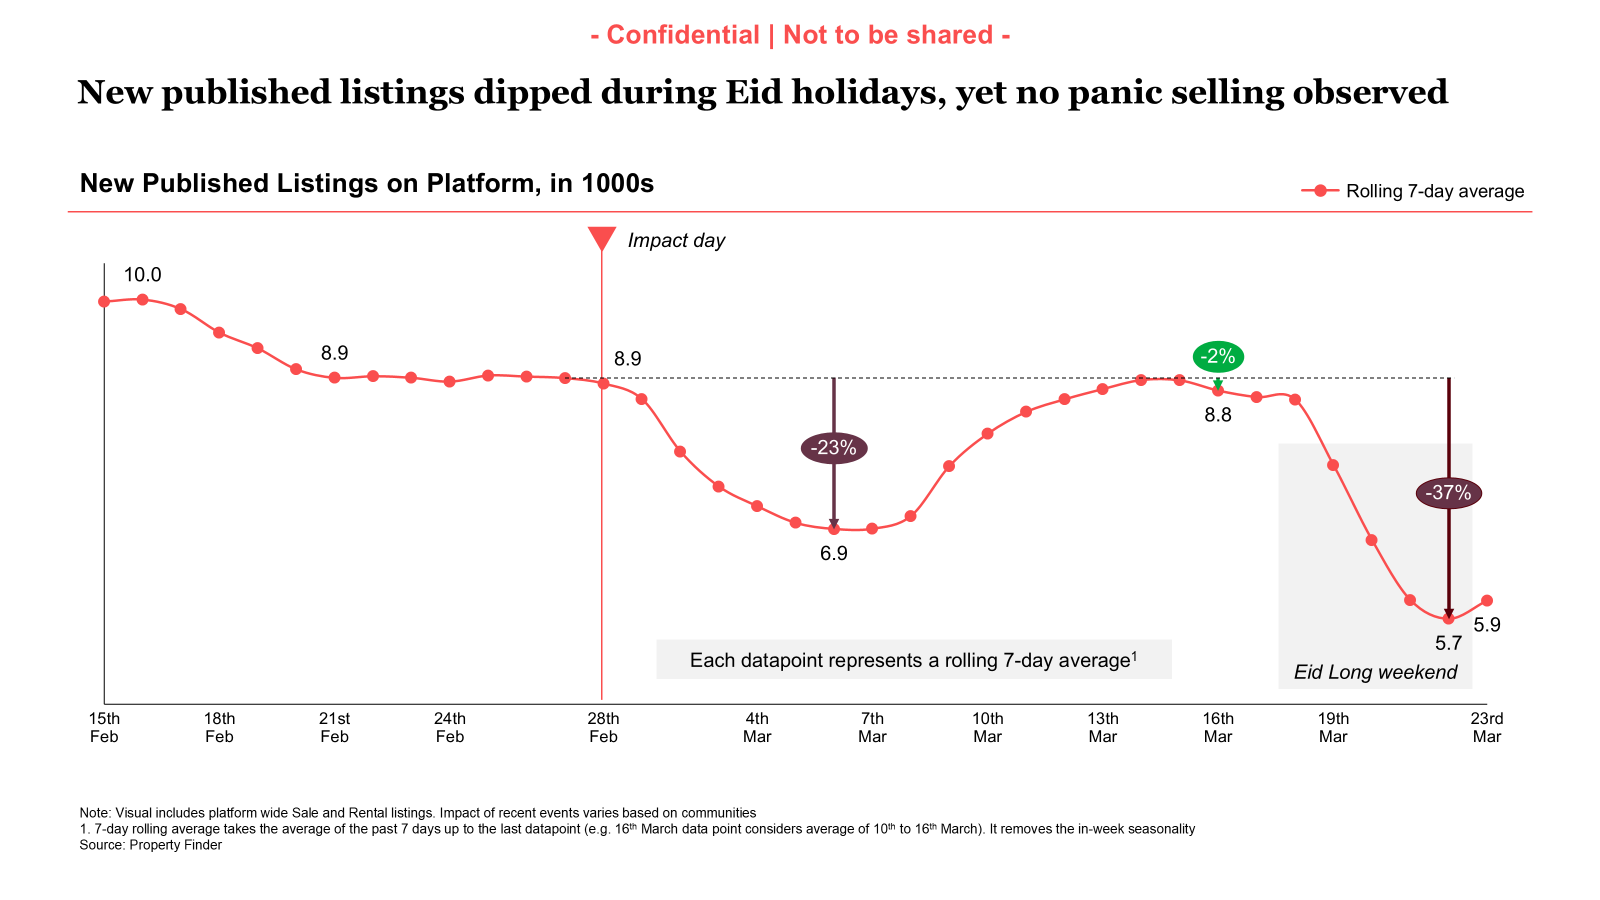 - Confidential | Not to be shared -
New published listings dipped during Eid holidays, yet no panic selling observed
New Published Listings on Platform, in 1000s
Rolling 7-day average
Impact day
10.0
8.9
8.9
-2%
8.8
-23%
6.9
-37%
5.7
5.9
Each datapoint represents a rolling 7-day average¹
Eid Long weekend
15th Feb
18th Feb
21st Feb
24th Feb
28th Feb
4th Mar
7th Mar
10th Mar
13th Mar
16th Mar
19th Mar
23rd Mar
Note: Visual includes platform wide Sale and Rental listings. Impact of recent events varies based on communities
1. 7-day rolling average takes the average of the past 7 days up to the last datapoint (e.g. 16th March data point considers average of 10th to 16th March). It removes the in-week seasonality
Source: Property Finder